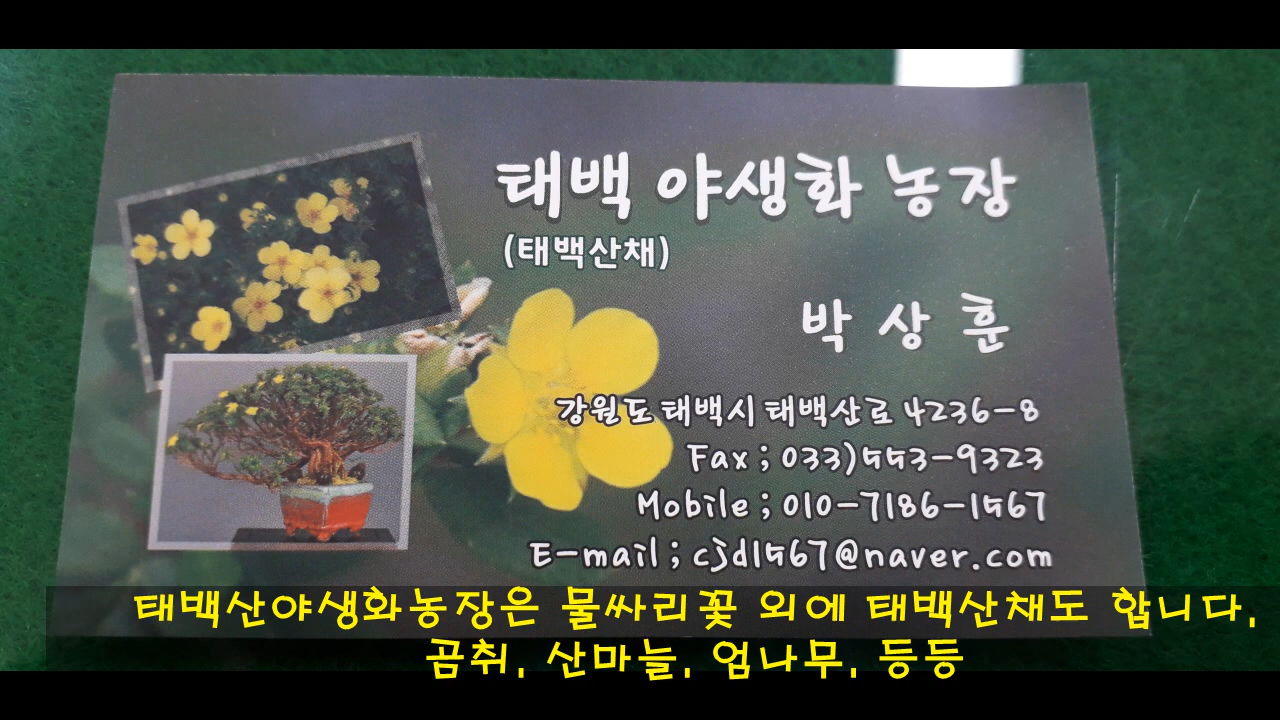 태백 야생화 농장
(태백산채)
박 상 훈
강원도 태백시 태백산로 4236-8
Fax ; 033)553-9323
Mobile ; 010-7186-1567
E-mail ; cjd1567@naver.com
태백산야생화농장은 물싸리꽃 외에 태백산채도 합니다.
곰취, 산마늘, 엄나무, 등등